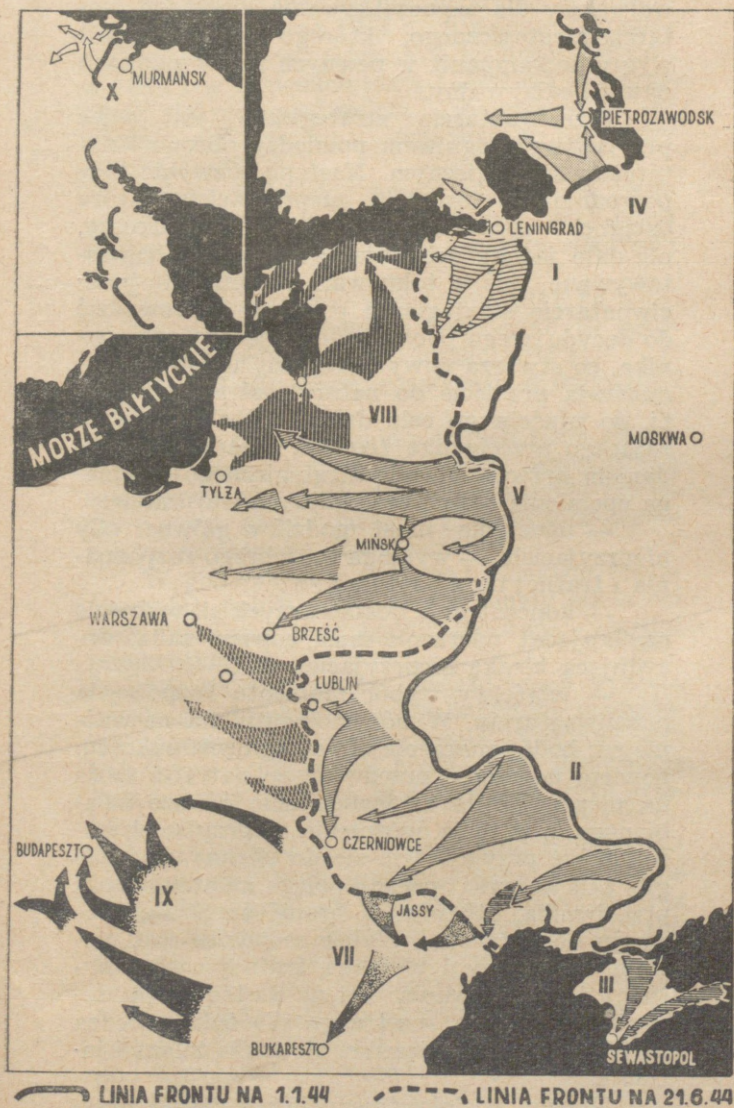 MURMAŃSK
X
PIETROZAWODSK
IV
LENINGRAD
I
MORZE BAŁTYCKIE
VIII
MOSKWA
TYLŻA
V
MIŃSK
WARSZAWA
BRZEŚĆ
LUBLIN
II
CZERNIOWCE
BUDAPESZT
IX
JASSY
VII
III
BUKARESZT
SEWASTOPOL
LINIA FRONTU NA 1.1.44 LINIA FRONTU NA 21.6.44